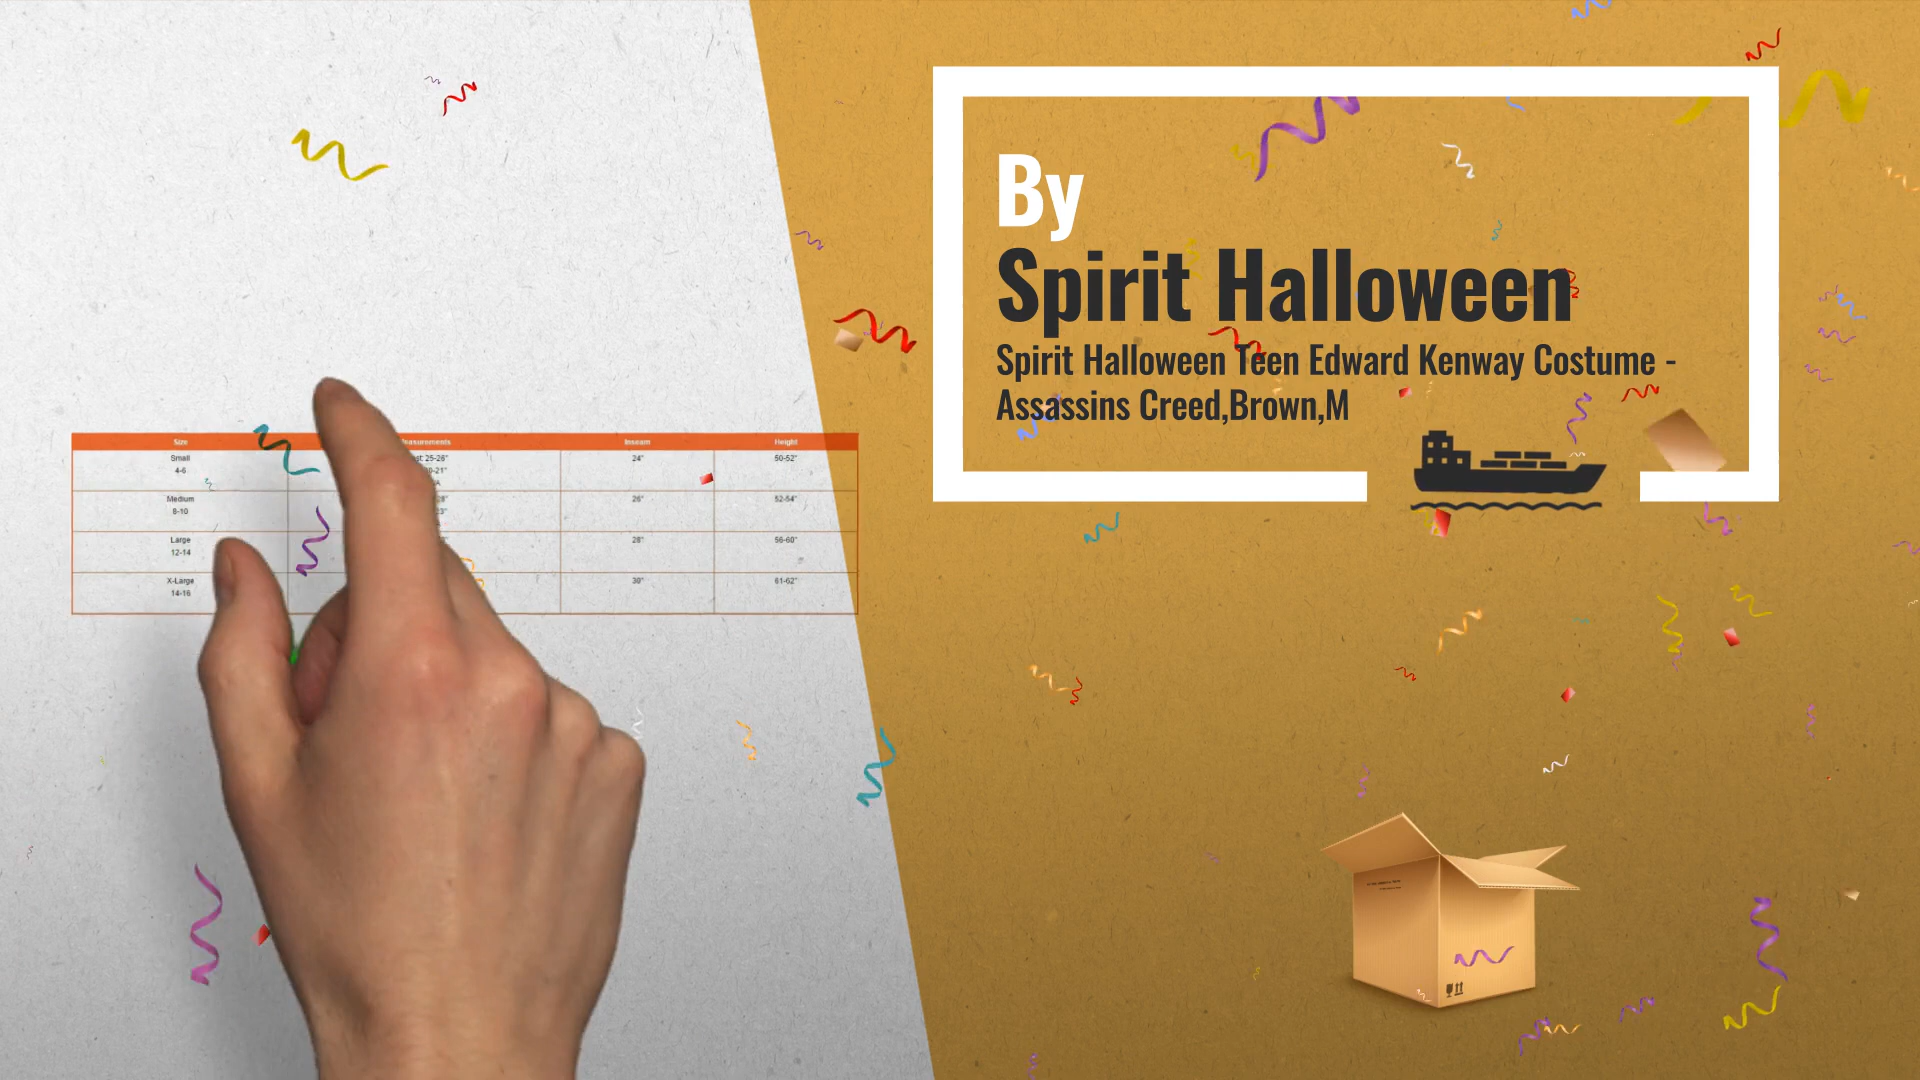 By
Spirit Halloween
Spirit Halloween Teen Edward Kenway Costume -
Assassins Creed,Brown,M
Size Inseam Height
Small 24" 50-52"
4-6
Medium 26" 52-54"
8-10
Large 28" 56-60"
12-14
X-Large 30" 61-62"
14-16